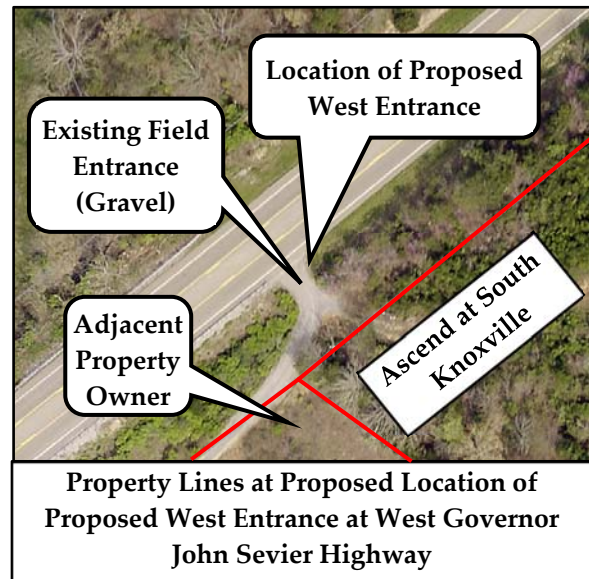 Location of Proposed
West Entrance
Existing Field
Entrance
(Gravel)
Adjacent
Property
Owner
Ascend at South
Knoxville
Property Lines at Proposed Location of
Proposed West Entrance at West Governor
John Sevier Highway